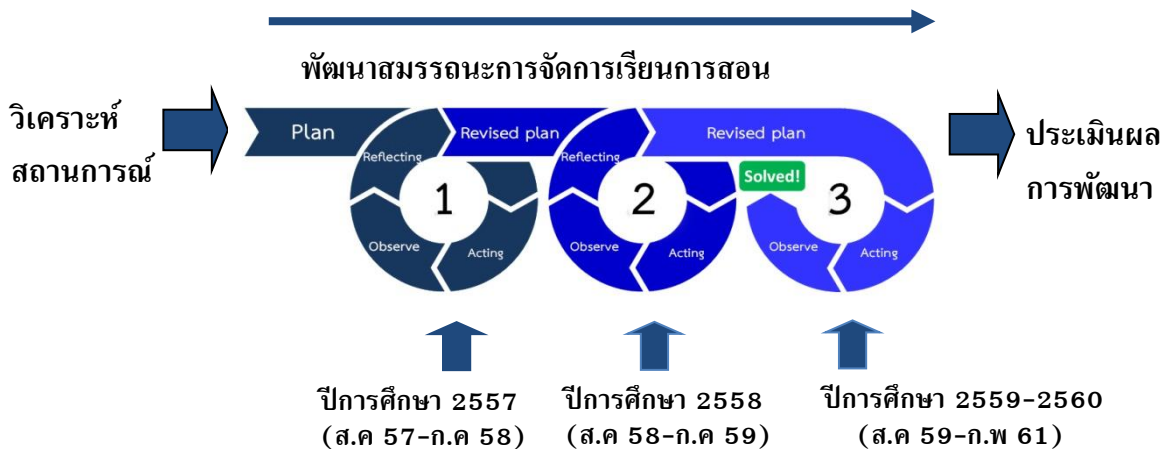 พัฒนาสมรรถนะการจัดการเรียนการสอน
วิเคราะห์
สถานการณ์
Plan
Revised plan
Revised plan
ประเมินผล
การพัฒนา
Reflecting
Reflecting
Solved!
1
2
3
Observe
Acting
Observe
Acting
Observe
Acting
ปีการศึกษา 2557
(ส.ค 57-ก.ค 58)
ปีการศึกษา 2558
(ส.ค 58-ก.ค 59)
ปีการศึกษา 2559-2560
(ส.ค 59-ก.พ 61)